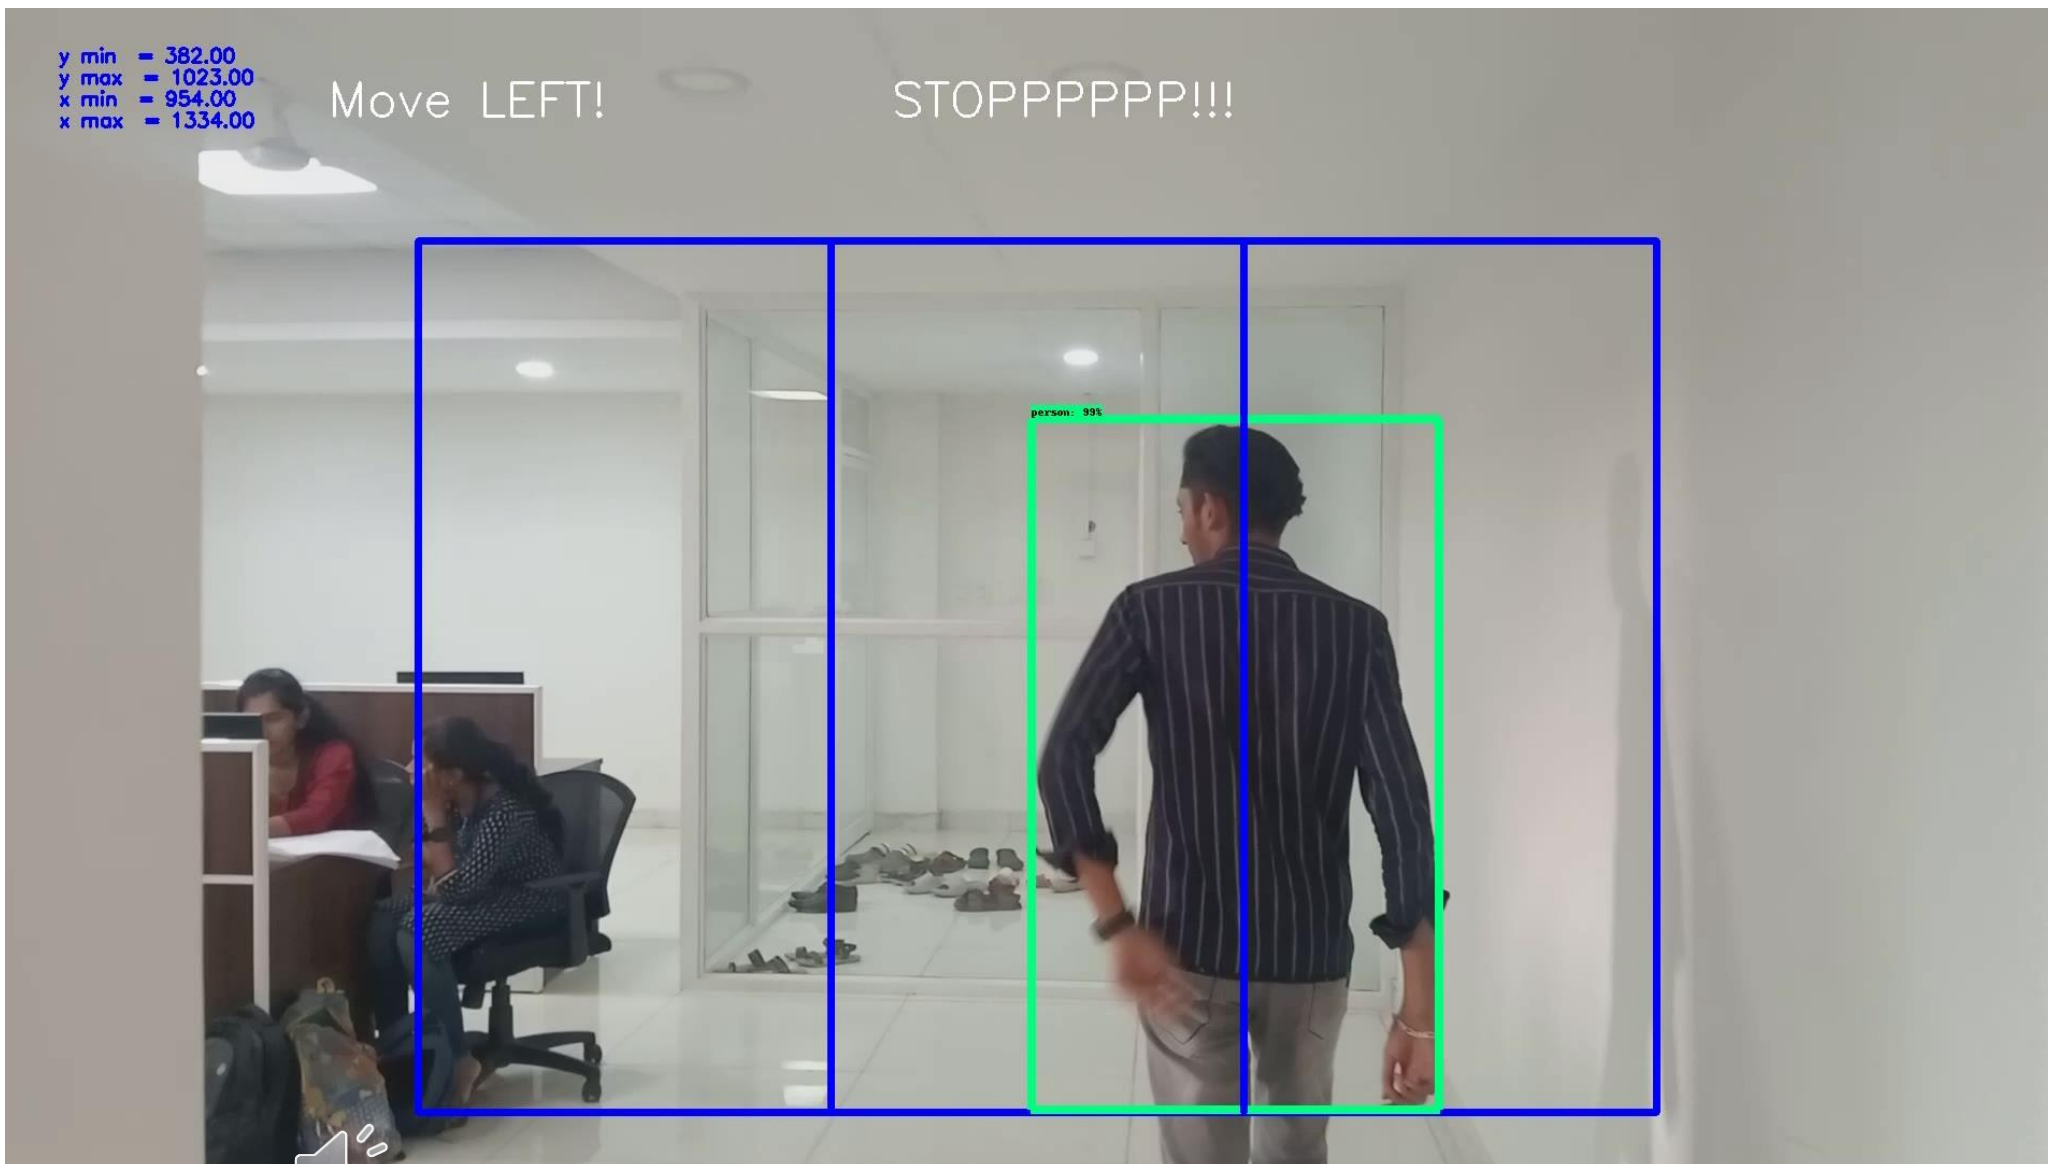 y min = 382.00
y max = 1023.00
x min = 954.00
x max = 1334.00
Move LEFT!
STOPPPPPP!!!
person: 99%